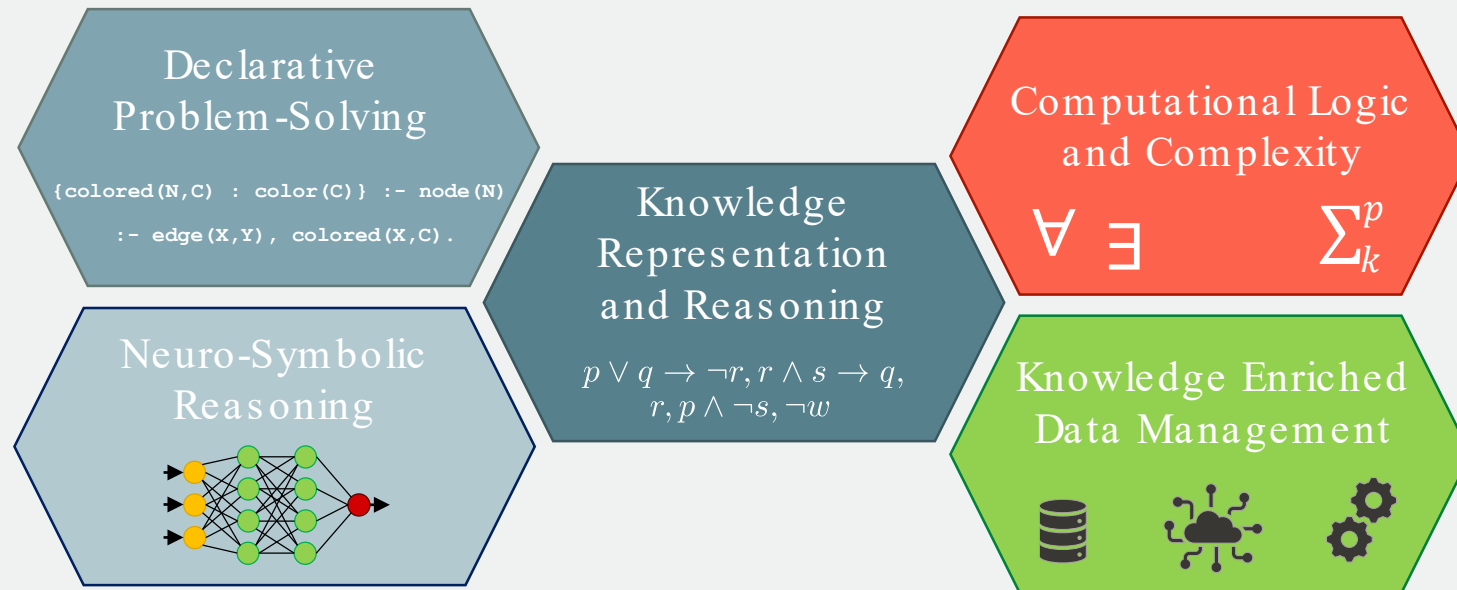 Declarative
Problem-Solving
{colored(N,C) : color(C)} :- node(N)
:- edge(X,Y), colored(X,C).
Neuro-Symbolic
Reasoning
Knowledge
Representation
and Reasoning
p ∨ q → ¬r, r ∧ s → q,
r, p ∧ ¬s, ¬w
Computational Logic
and Complexity
∀ ∃ ∑ᵖₖ
Knowledge Enriched
Data Management